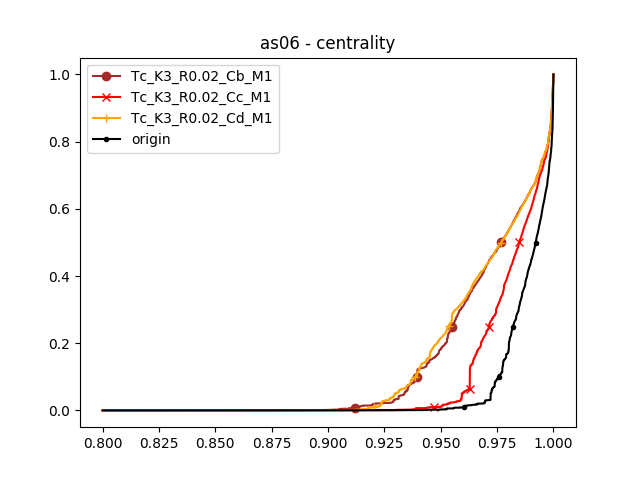 as06 - centrality
Tc_K3_R0.02_Cb_M1
Tc_K3_R0.02_Cc_M1
Tc_K3_R0.02_Cd_M1
origin
1.0
0.8
0.6
0.4
0.2
0.0
0.800 0.825 0.850 0.875 0.900 0.925 0.950 0.975 1.000